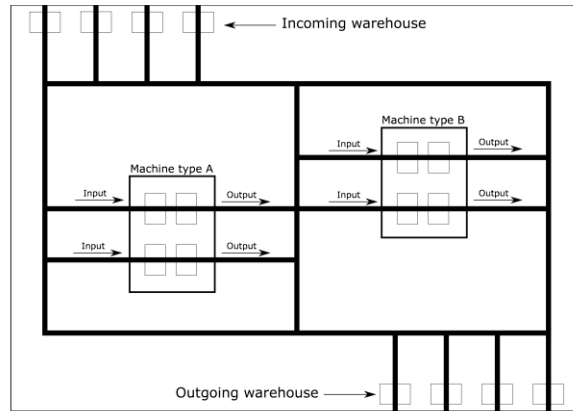 Incoming warehouse
Machine type B
Input
Output
Machine type A
Input
Output
Input
Output
Input
Output
Outgoing warehouse